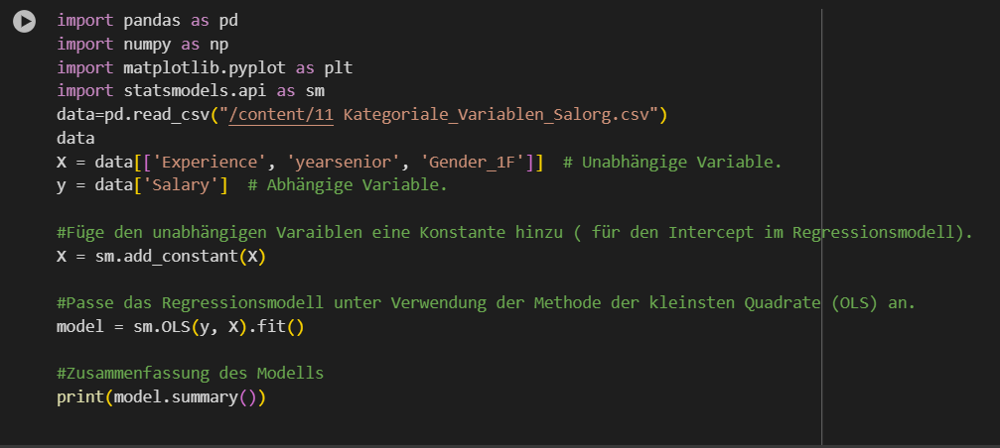 import pandas as pd
import numpy as np
import matplotlib.pyplot as plt
import statsmodels.api as sm
data=pd.read_csv("/content/11 Kategoriale_Variablen_Salorg.csv")
data
X = data[['Experience', 'yearsenior', 'Gender_1F']]  # Unabhängige Variable.
y = data['Salary']  # Abhängige Variable.
#Füge den unabhängigen Varaiblen eine Konstante hinzu ( für den Intercept im Regressionsmodell).
X = sm.add_constant(X)
#Passe das Regressionsmodell unter Verwendung der Methode der kleinsten Quadrate (OLS) an.
model = sm.OLS(y, X).fit()
#Zusammenfassung des Modells
print(model.summary())